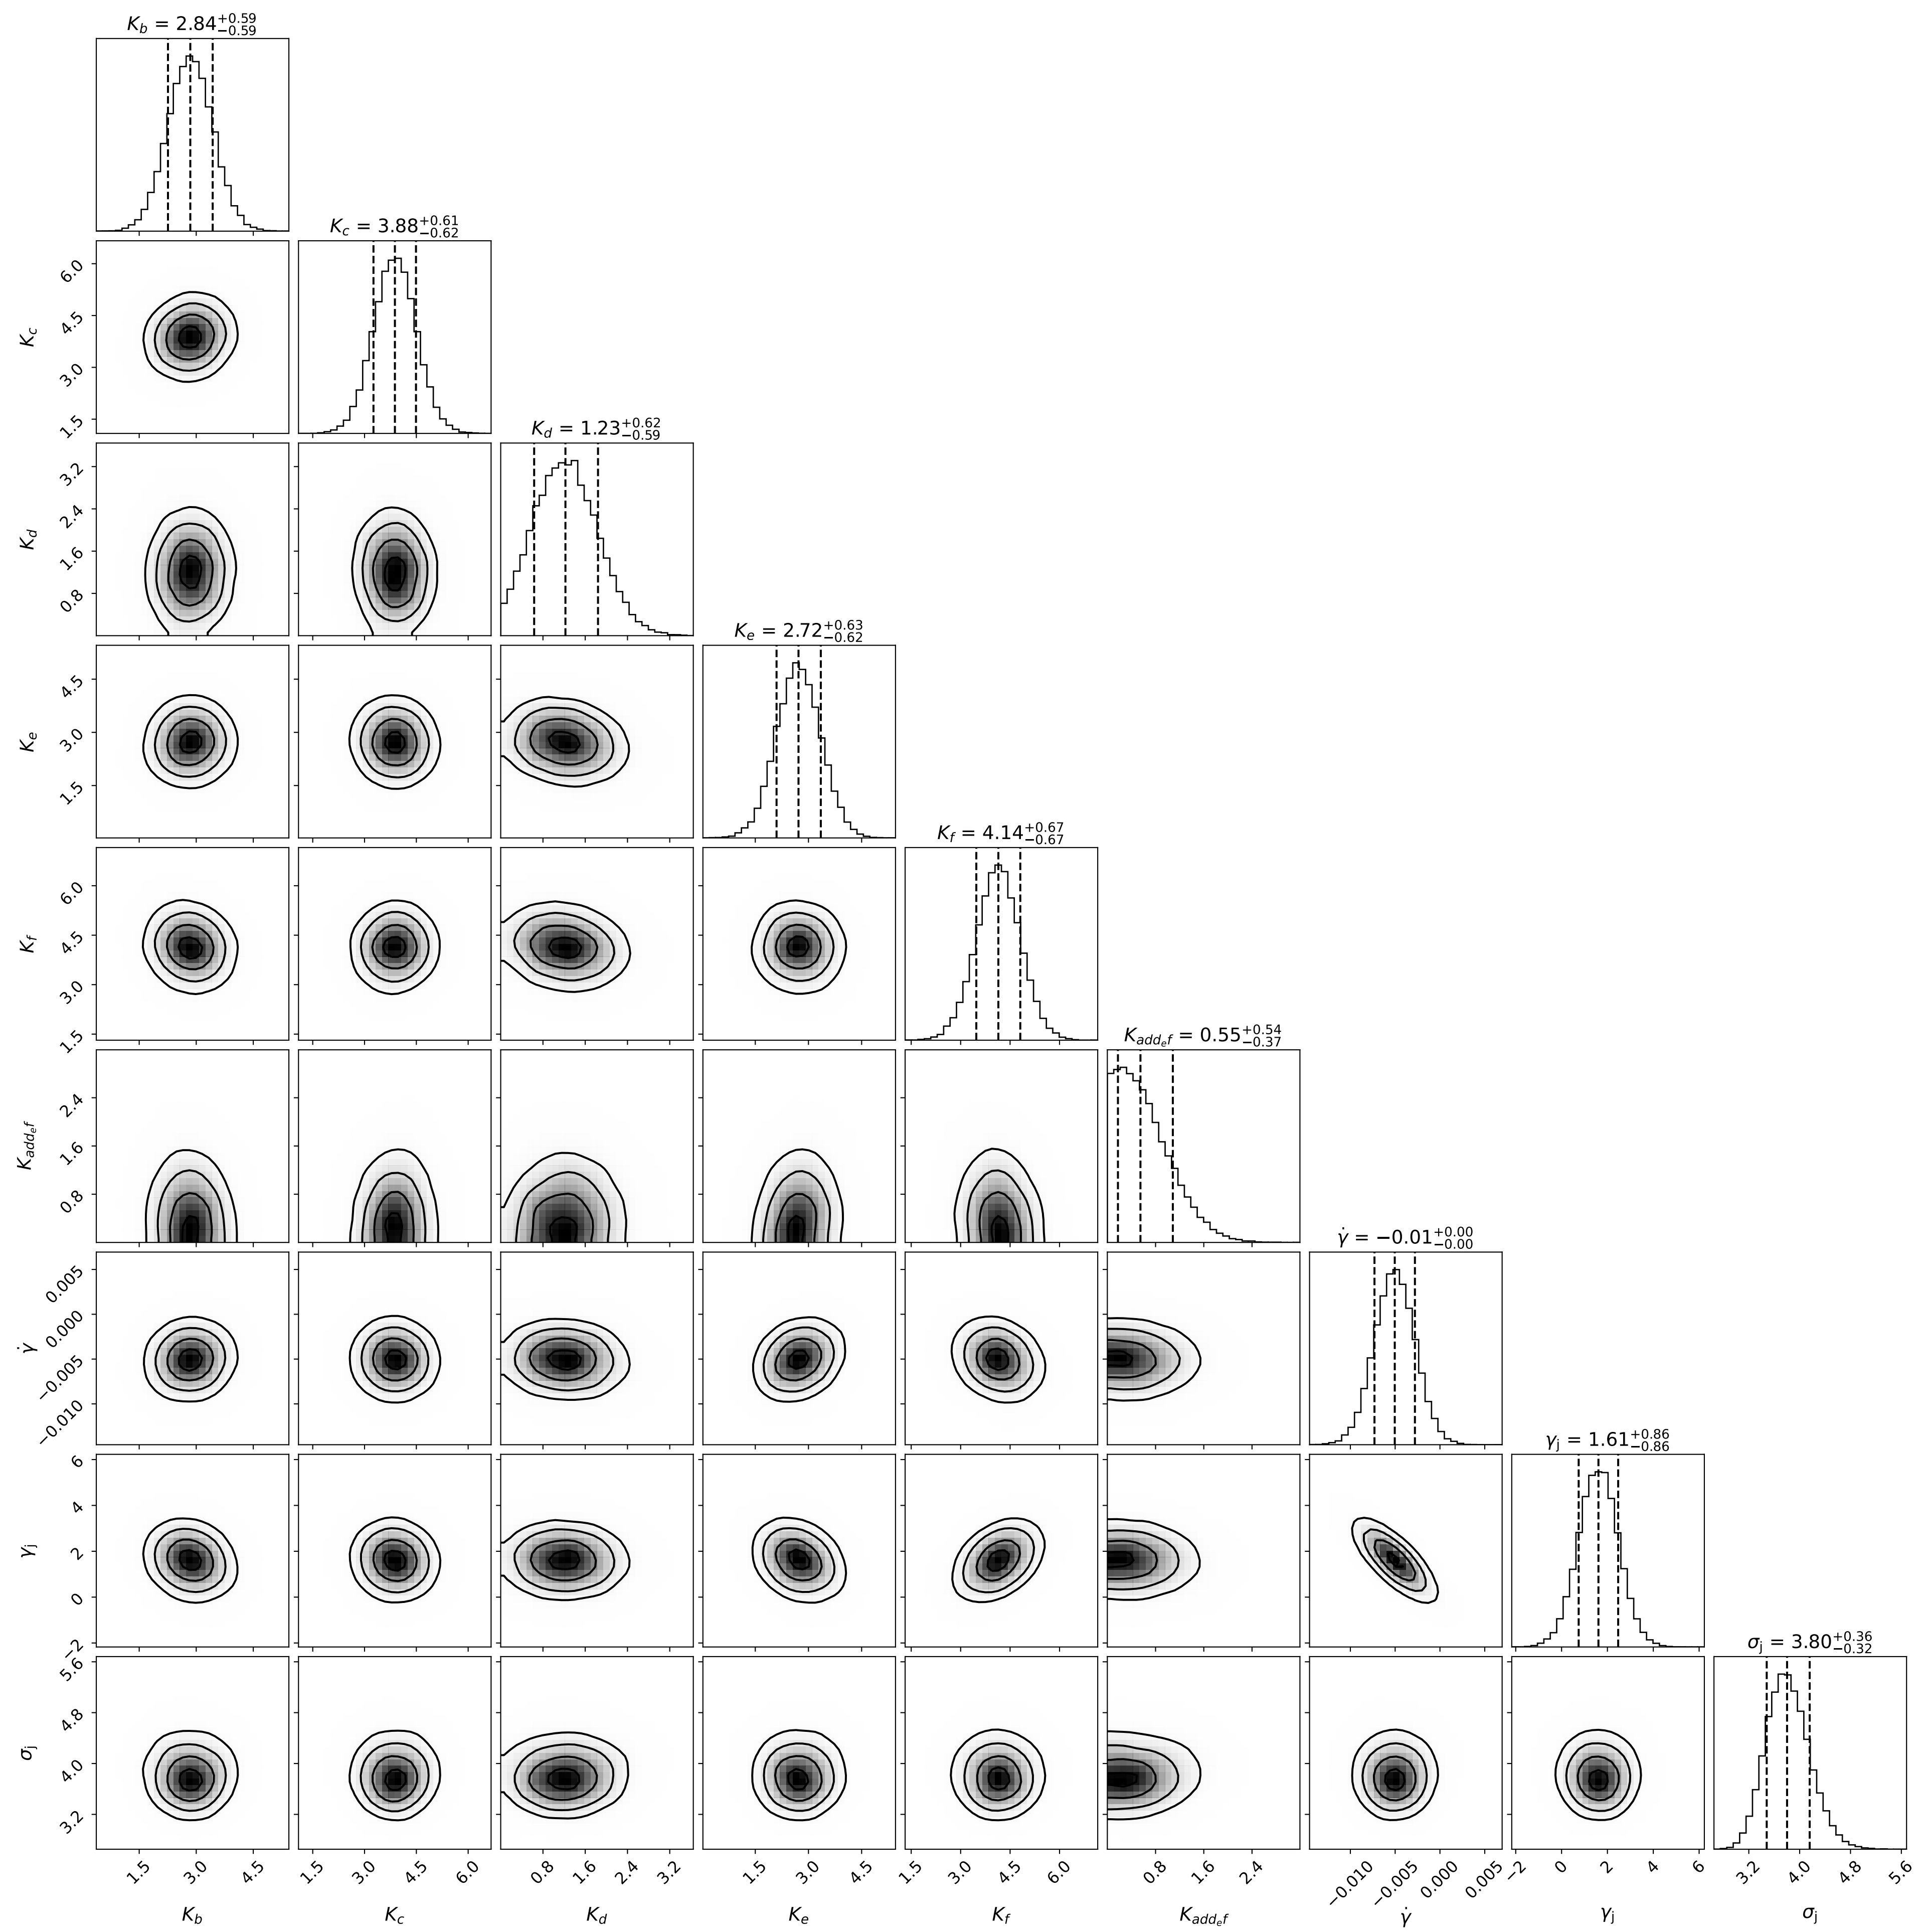 K_b = 2.84^{+0.59}_{−0.59}
K_c = 3.88^{+0.61}_{−0.62}
K_c
6.0
4.5
3.0
1.5
K_d = 1.23^{+0.62}_{−0.59}
K_d
3.2
2.4
1.6
0.8
K_e = 2.72^{+0.63}_{−0.62}
K_e
4.5
3.0
1.5
K_f = 4.14^{+0.67}_{−0.67}
K_f
6.0
4.5
3.0
1.5
K_{add_ef} = 0.55^{+0.54}_{−0.37}
K_{add_ef}
2.4
1.6
0.8
γ̇ = −0.01^{+0.00}_{−0.00}
γ̇
0.005
0.000
−0.005
−0.010
γ_j = 1.61^{+0.86}_{−0.86}
γ_j
6
4
2
0
−2
σ_j = 3.80^{+0.36}_{−0.32}
σ_j
5.6
4.8
4.0
3.2
1.5 3.0 4.5 1.5 3.0 4.5 6.0 0.8 1.6 2.4 3.2 1.5 3.0 4.5 1.5 3.0 4.5 6.0 0.8 1.6 2.4 −0.010 −0.005 0.000 0.005 −2 0 2 4 6 3.2 4.0 4.8 5.6
K_b K_c K_d K_e K_f K_{add_ef} γ̇ γ_j σ_j